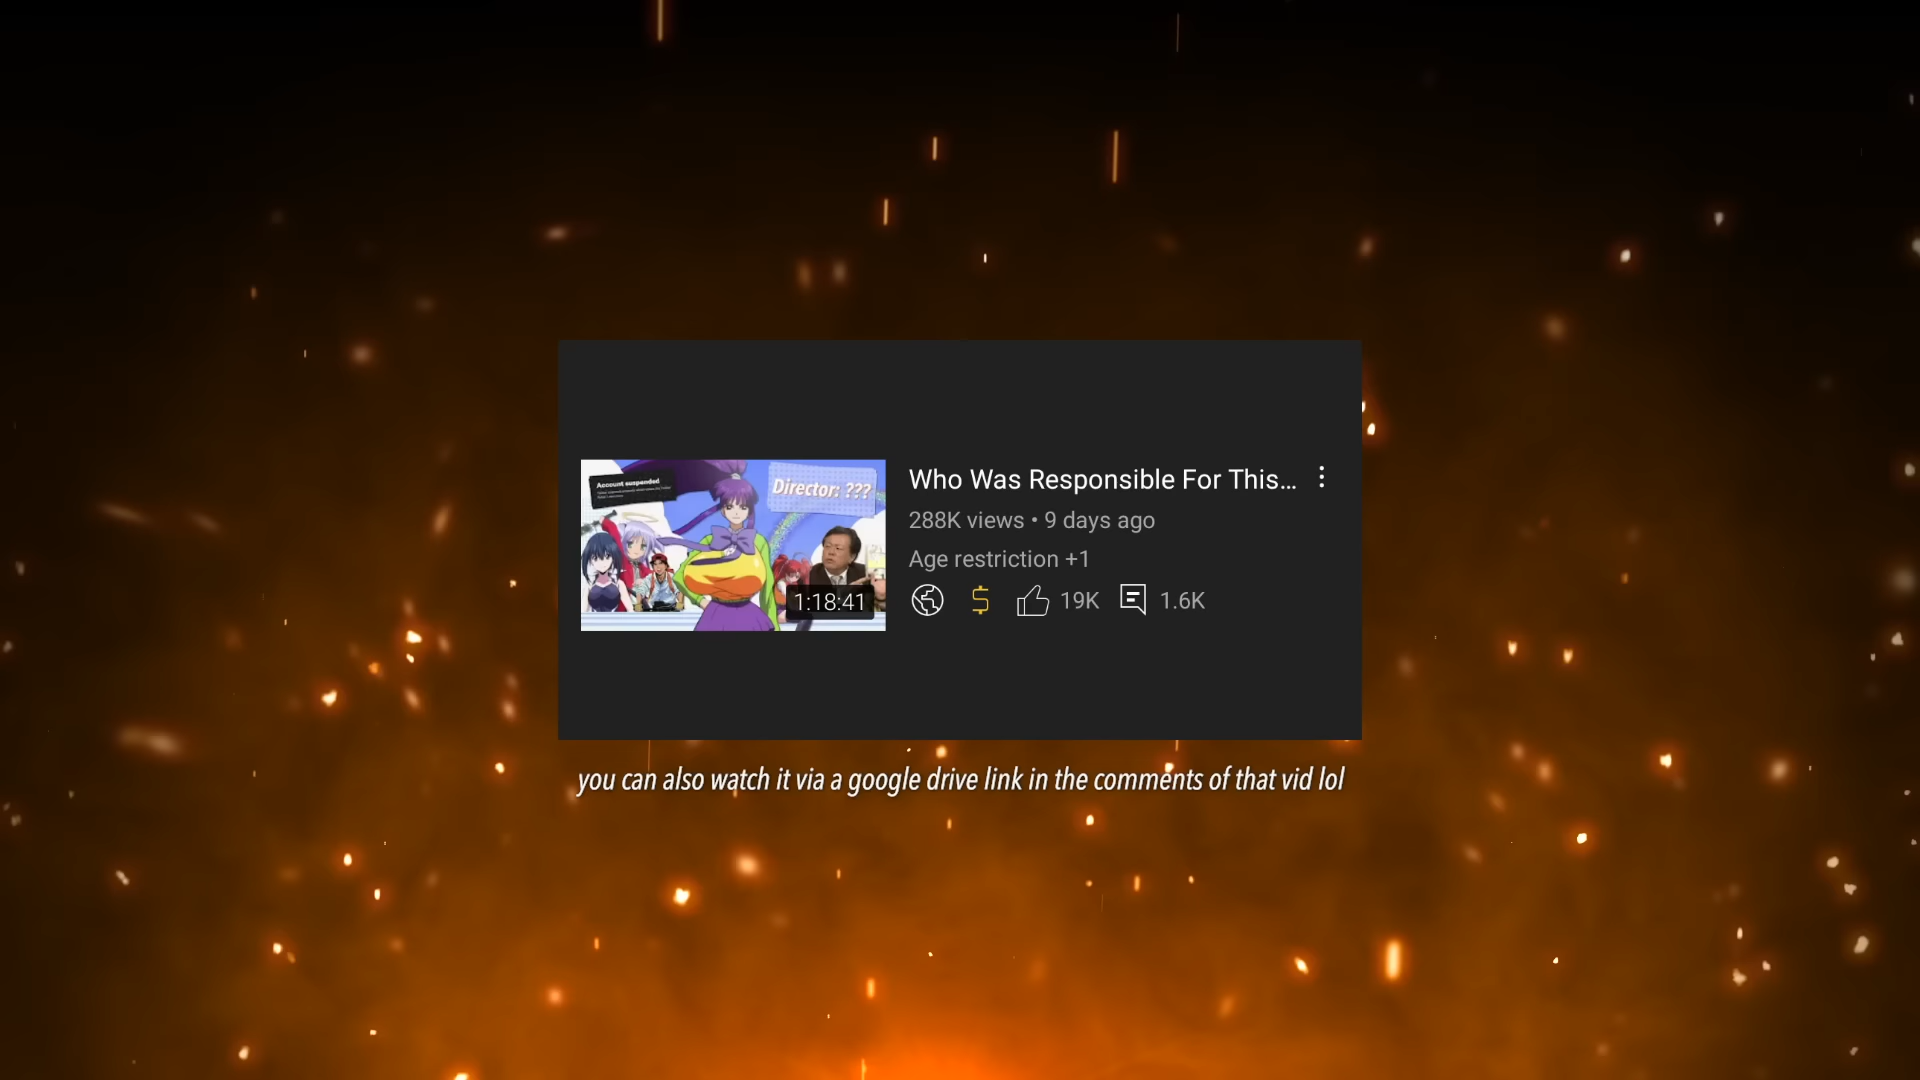 Account suspended
Director: ???
1:18:41
Who Was Responsible For This...
288K views • 9 days ago
Age restriction +1
19K
1.6K
you can also watch it via a google drive link in the comments of that vid lol